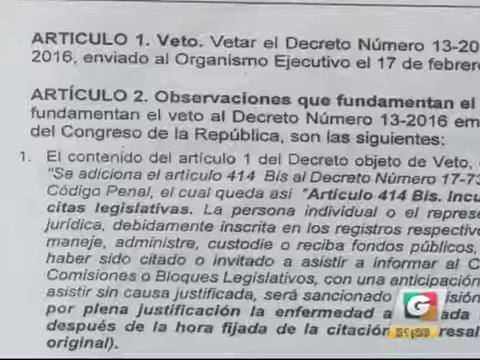 ARTICULO 1. Veto. Vetar el Decreto Número 13-20
2016, enviado al Organismo Ejecutivo el 17 de febrero
ARTÍCULO 2. Observaciones que fundamentan el
fundamentan el veto al Decreto Número 13-2016 em
del Congreso de la República, son las siguientes:
1. El contenido del artículo 1 del Decreto objeto de Veto,
"Se adiciona el artículo 414 Bis al Decreto Número 17-73
Código Penal, el cual queda asi "Artículo 414 Bis. Incu
citas legislativas. La persona individual o el represe
jurídica, debidamente inscrita en los registros respectivo
maneje, administre, custodie o reciba fondos públicos,
haber sido citado o invitado a asistir a informar al C
Comisiones o Bloques Legislativos, con una anticipación
asistir sin causa justificada, será sancionado isión
por plena justificación la enfermedad a ada
después de la hora fijada de la citación resal
original).
G